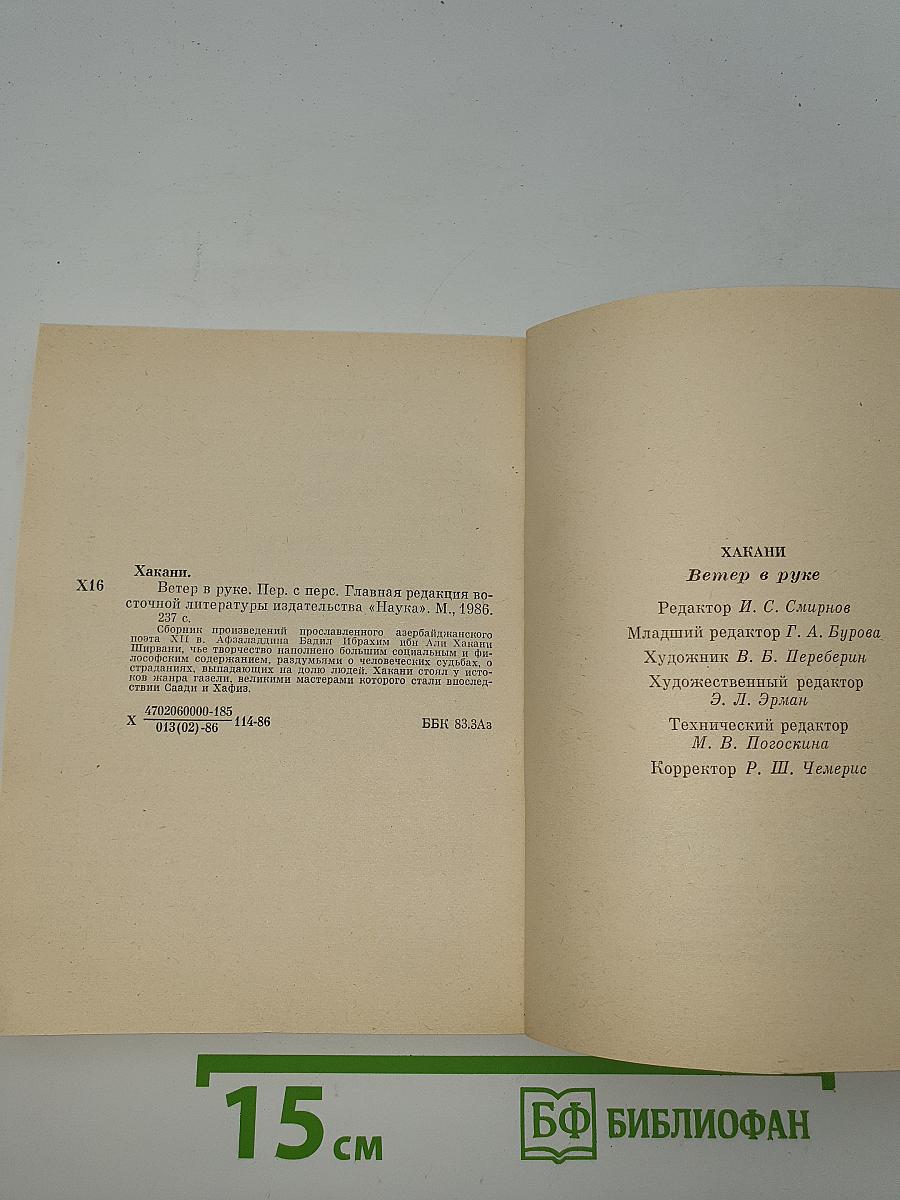 Хакани.
Х16
Ветер в руке. Пер. с перс. Главная редакция во-
сточной литературы издательства «Наука». М., 1986.
237 с.
Сборник произведений прославленного азербайджанского
поэта XII в. Афзаладдина Бадил Ибрахим ибн Али Хакани
Ширвани, чье творчество наполнено большим социальным и фи-
лософским содержанием, раздумьями о человеческих судьбах, о
страданиях, выпадающих на долю людей. Хакани стоял у исто-
ков жанра газели, великими мастерами которого стали впослед-
ствии Саади и Хафиз.
Х 4702060000-185
013(02)-86 114-86
ББК 83.3Аз
ХАКАНИ
Ветер в руке
Редактор И. С. Смирнов
Младший редактор Г. А. Бурова
Художник В. Б. Переберин
Художественный редактор
Э. Л. Эрман
Технический редактор
М. В. Погоскина
Корректор Р. Ш. Чемерис
15 см
БФ БИБЛИОФАН